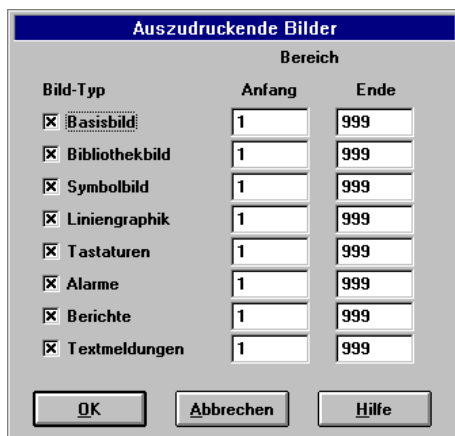 Auszudruckende Bilder
Bereich
Bild-Typ Anfang Ende
Basisbild 1 999
Bibliothekbild 1 999
Symbolbild 1 999
Liniengraphik 1 999
Tastaturen 1 999
Alarme 1 999
Berichte 1 999
Textmeldungen 1 999
OK Abbrechen Hilfe